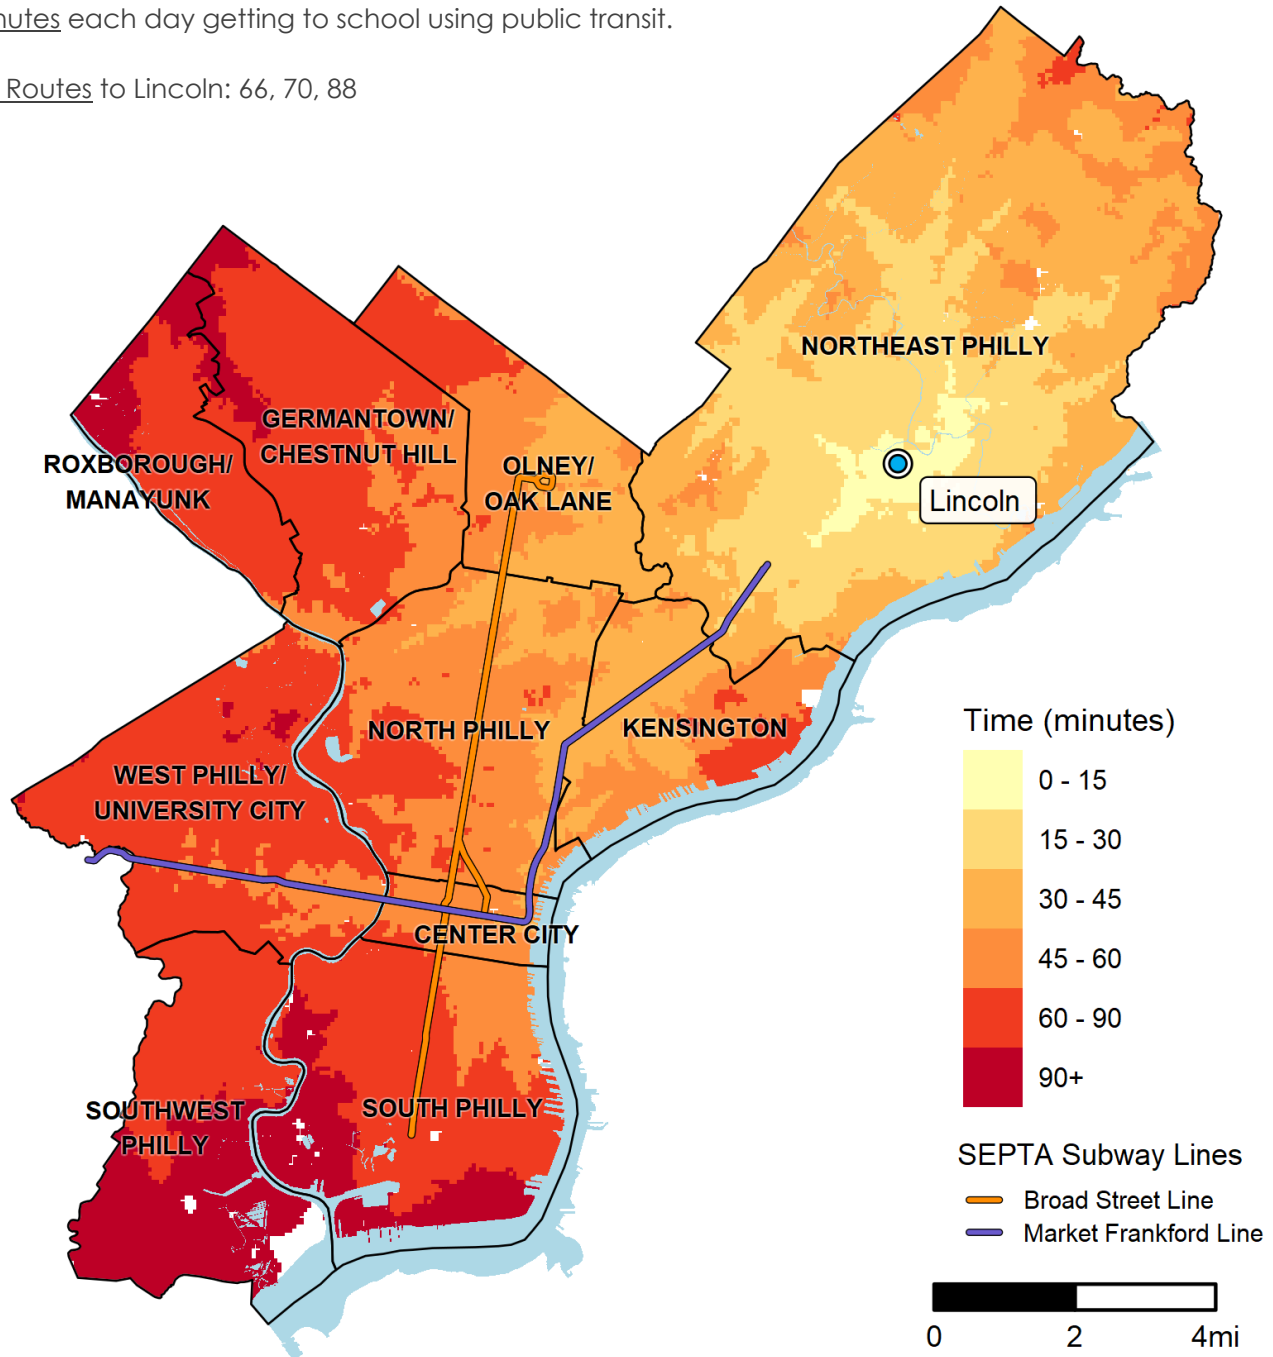 nutes each day getting to school using public transit.
Routes to Lincoln: 66, 70, 88
NORTHEAST PHILLY
GERMANTOWN/
CHESTNUT HILL
ROXBOROUGH/
MANAYUNK
OLNEY/
OAK LANE
Lincoln
NORTH PHILLY
KENSINGTON
WEST PHILLY/
UNIVERSITY CITY
CENTER CITY
SOUTHWEST
PHILLY
SOUTH PHILLY
Time (minutes)
0 - 15
15 - 30
30 - 45
45 - 60
60 - 90
90+
SEPTA Subway Lines
Broad Street Line
Market Frankford Line
0 2 4mi